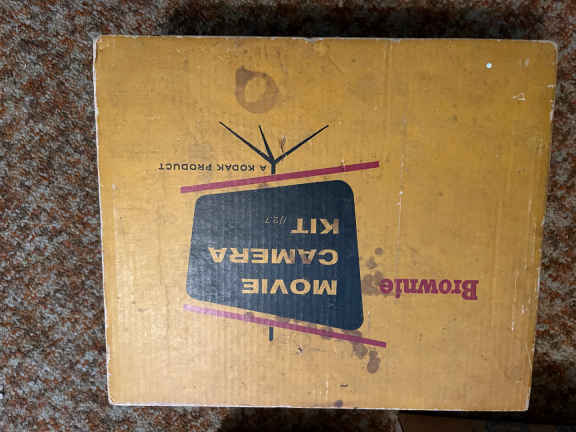 Brownie
MOVIE
CAMERA
KIT
f/2.7
A KODAK PRODUCT